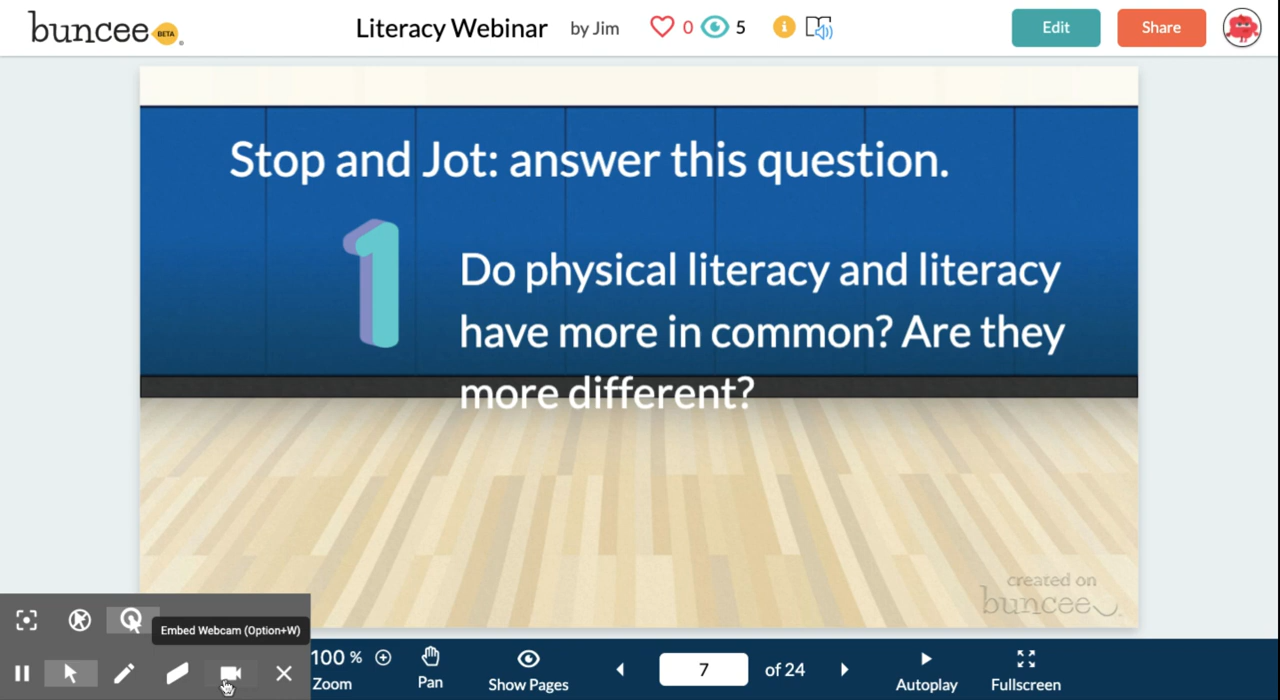 buncee BETA
Literacy Webinar by Jim 0 5
Edit
Share
Stop and Jot: answer this question.
1
Do physical literacy and literacy
have more in common? Are they
more different?
created on
buncee
Embed Webcam (Option+W)
100 %
Zoom
Pan
Show Pages
7 of 24
Autoplay
Fullscreen